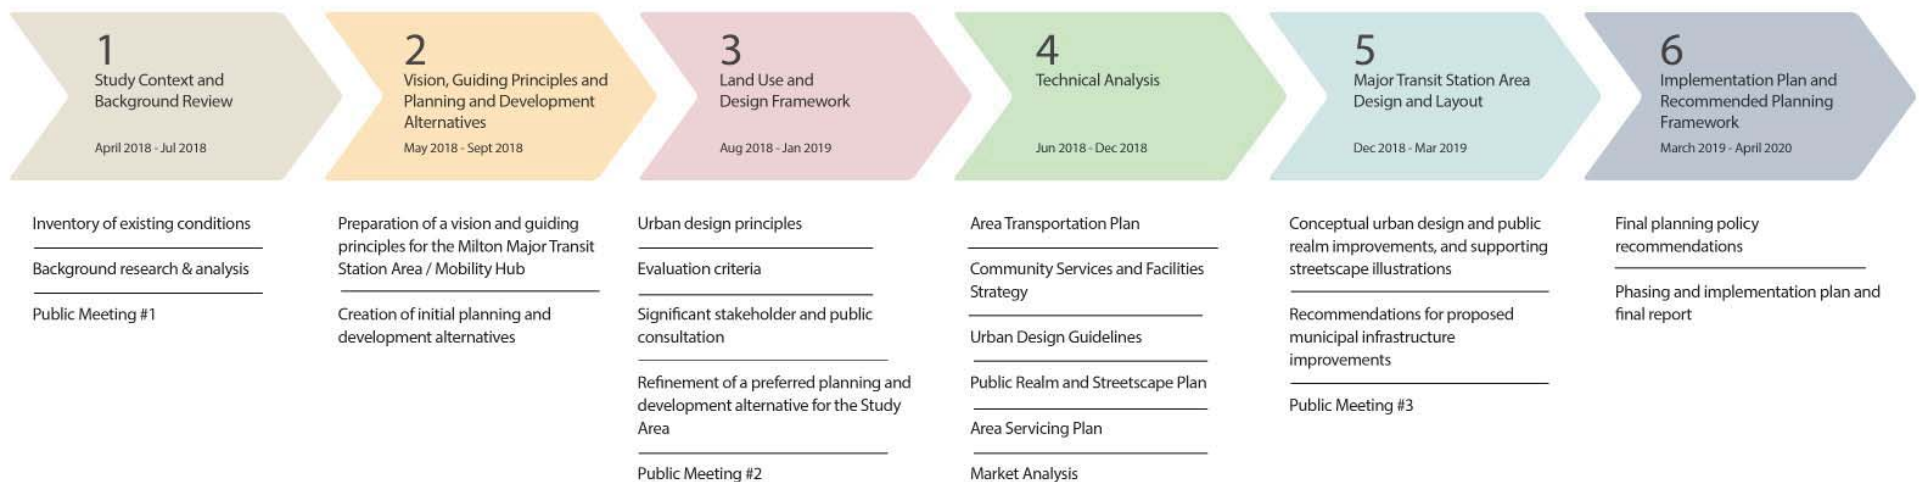 1
Study Context and
Background Review
April 2018 - Jul 2018
2
Vision, Guiding Principles and
Planning and Development
Alternatives
May 2018 - Sept 2018
3
Land Use and
Design Framework
Aug 2018 - Jan 2019
4
Technical Analysis
Jun 2018 - Dec 2018
5
Major Transit Station Area
Design and Layout
Dec 2018 - Mar 2019
6
Implementation Plan and
Recommended Planning
Framework
March 2019 - April 2020
Inventory of existing conditions
Background research & analysis
Public Meeting #1
Preparation of a vision and guiding
principles for the Milton Major Transit
Station Area / Mobility Hub
Creation of initial planning and
development alternatives
Urban design principles
Evaluation criteria
Significant stakeholder and public
consultation
Refinement of a preferred planning and
development alternative for the Study
Area
Public Meeting #2
Area Transportation Plan
Community Services and Facilities
Strategy
Urban Design Guidelines
Public Realm and Streetscape Plan
Area Servicing Plan
Market Analysis
Conceptual urban design and public
realm improvements, and supporting
streetscape illustrations
Recommendations for proposed
municipal infrastructure
improvements
Public Meeting #3
Final planning policy
recommendations
Phasing and implementation plan and
final report